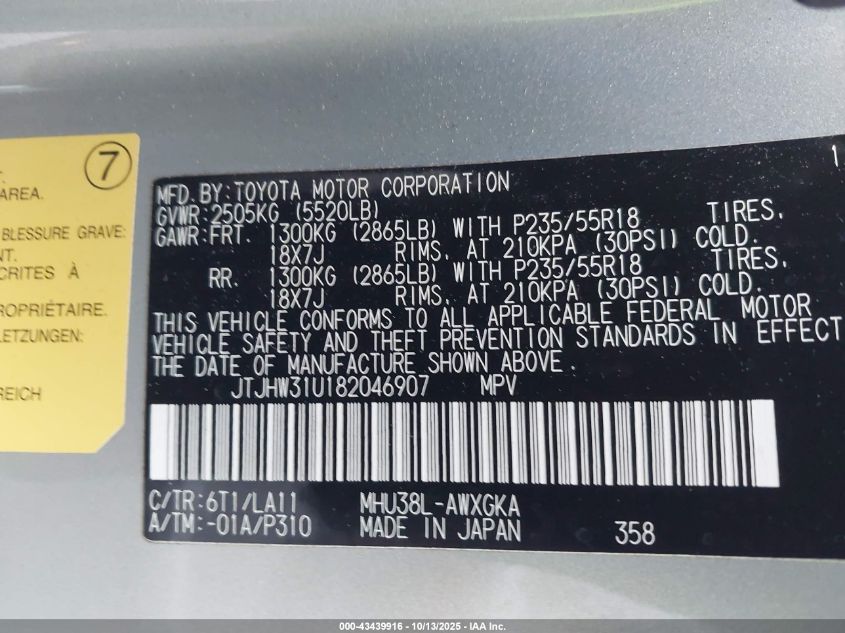 7
T.
AREA.
BLESSURE GRAVE:
NT.
CRITES À
ROPRIÉTAIRE.
LETZUNGEN:
REICH
1
MFD.BY:TOYOTA MOTOR CORPORATION
GVWR:2505KG (5520LB)
GAWR:FRT. 1300KG (2865LB) WITH P235/55R18 TIRES.
18X7J RIMS. AT 210KPA (30PSI) COLD.
RR. 1300KG (2865LB) WITH P235/55R18 TIRES.
18X7J RIMS. AT 210KPA (30PSI) COLD.
THIS VEHICLE CONFORMS TO ALL APPLICABLE FEDERAL MOTOR
VEHICLE SAFETY AND THEFT PREVENTION STANDARDS IN EFFECT
THE DATE OF MANUFACTURE SHOWN ABOVE.
JTJHW31U182046907 MPV
C/TR:6T1/LA11 MHU38L-AWXGKA
A/TM:-01A/P310 MADE IN JAPAN 358
000-43439916 - 10/13/2025 - IAA Inc.